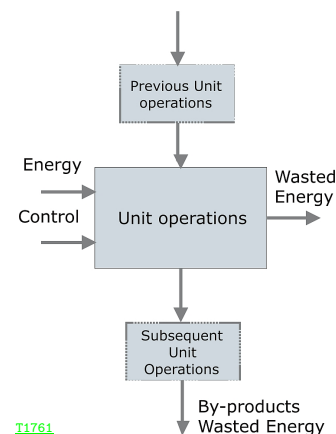 Previous Unit
operations
Energy
Control
Unit operations
Wasted
Energy
Subsequent
Unit
Operations
By-products
Wasted Energy
T1761